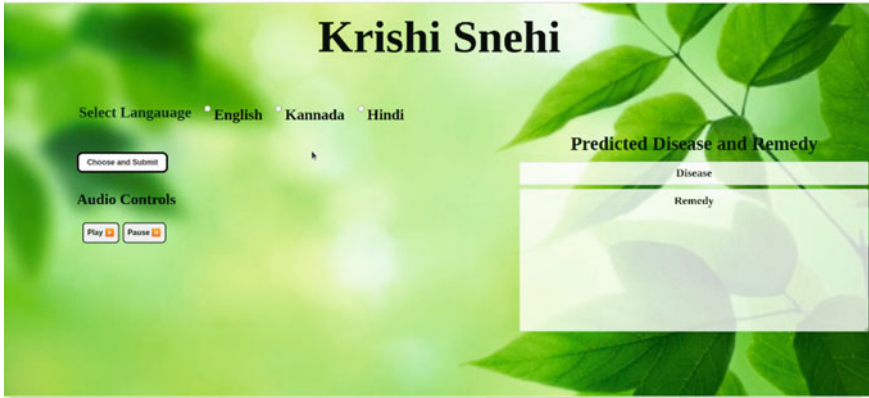 Krishi Snehi
Select Langauage English Kannada Hindi
Choose and Submit
Audio Controls
Play ▶️ Pause ⏸️
Predicted Disease and Remedy
Disease
Remedy